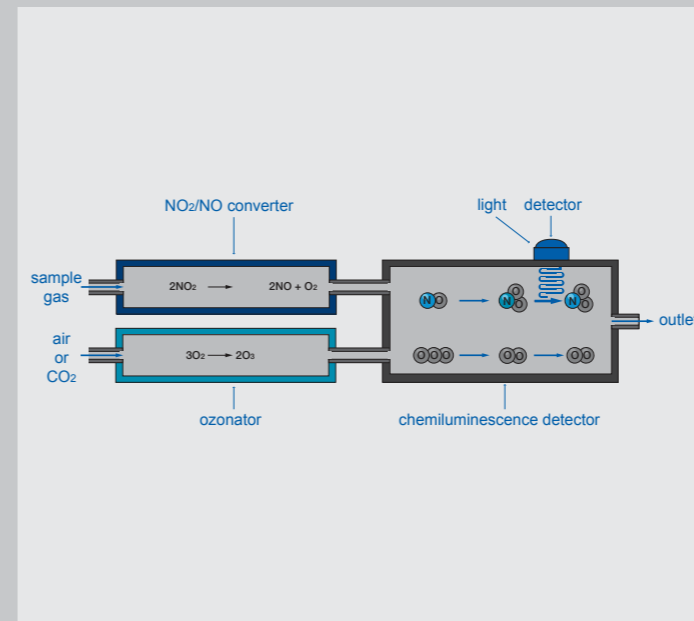 NO₂/NO converter
light detector
sample
gas
2NO₂ → 2NO + O₂
N O
N O O
N O O
outlet
air
or
CO₂
3O₂ → 2O₃
O O O
O O
O O
ozonator
chemiluminescence detector